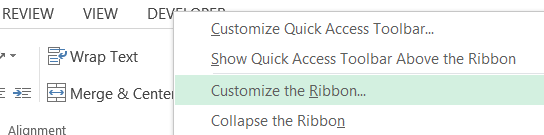 REVIEW VIEW DEVELOPER
Customize Quick Access Toolbar...
Show Quick Access Toolbar Above the Ribbon
Wrap Text
Customize the Ribbon...
Merge & Center
Collapse the Ribbon
Alignment